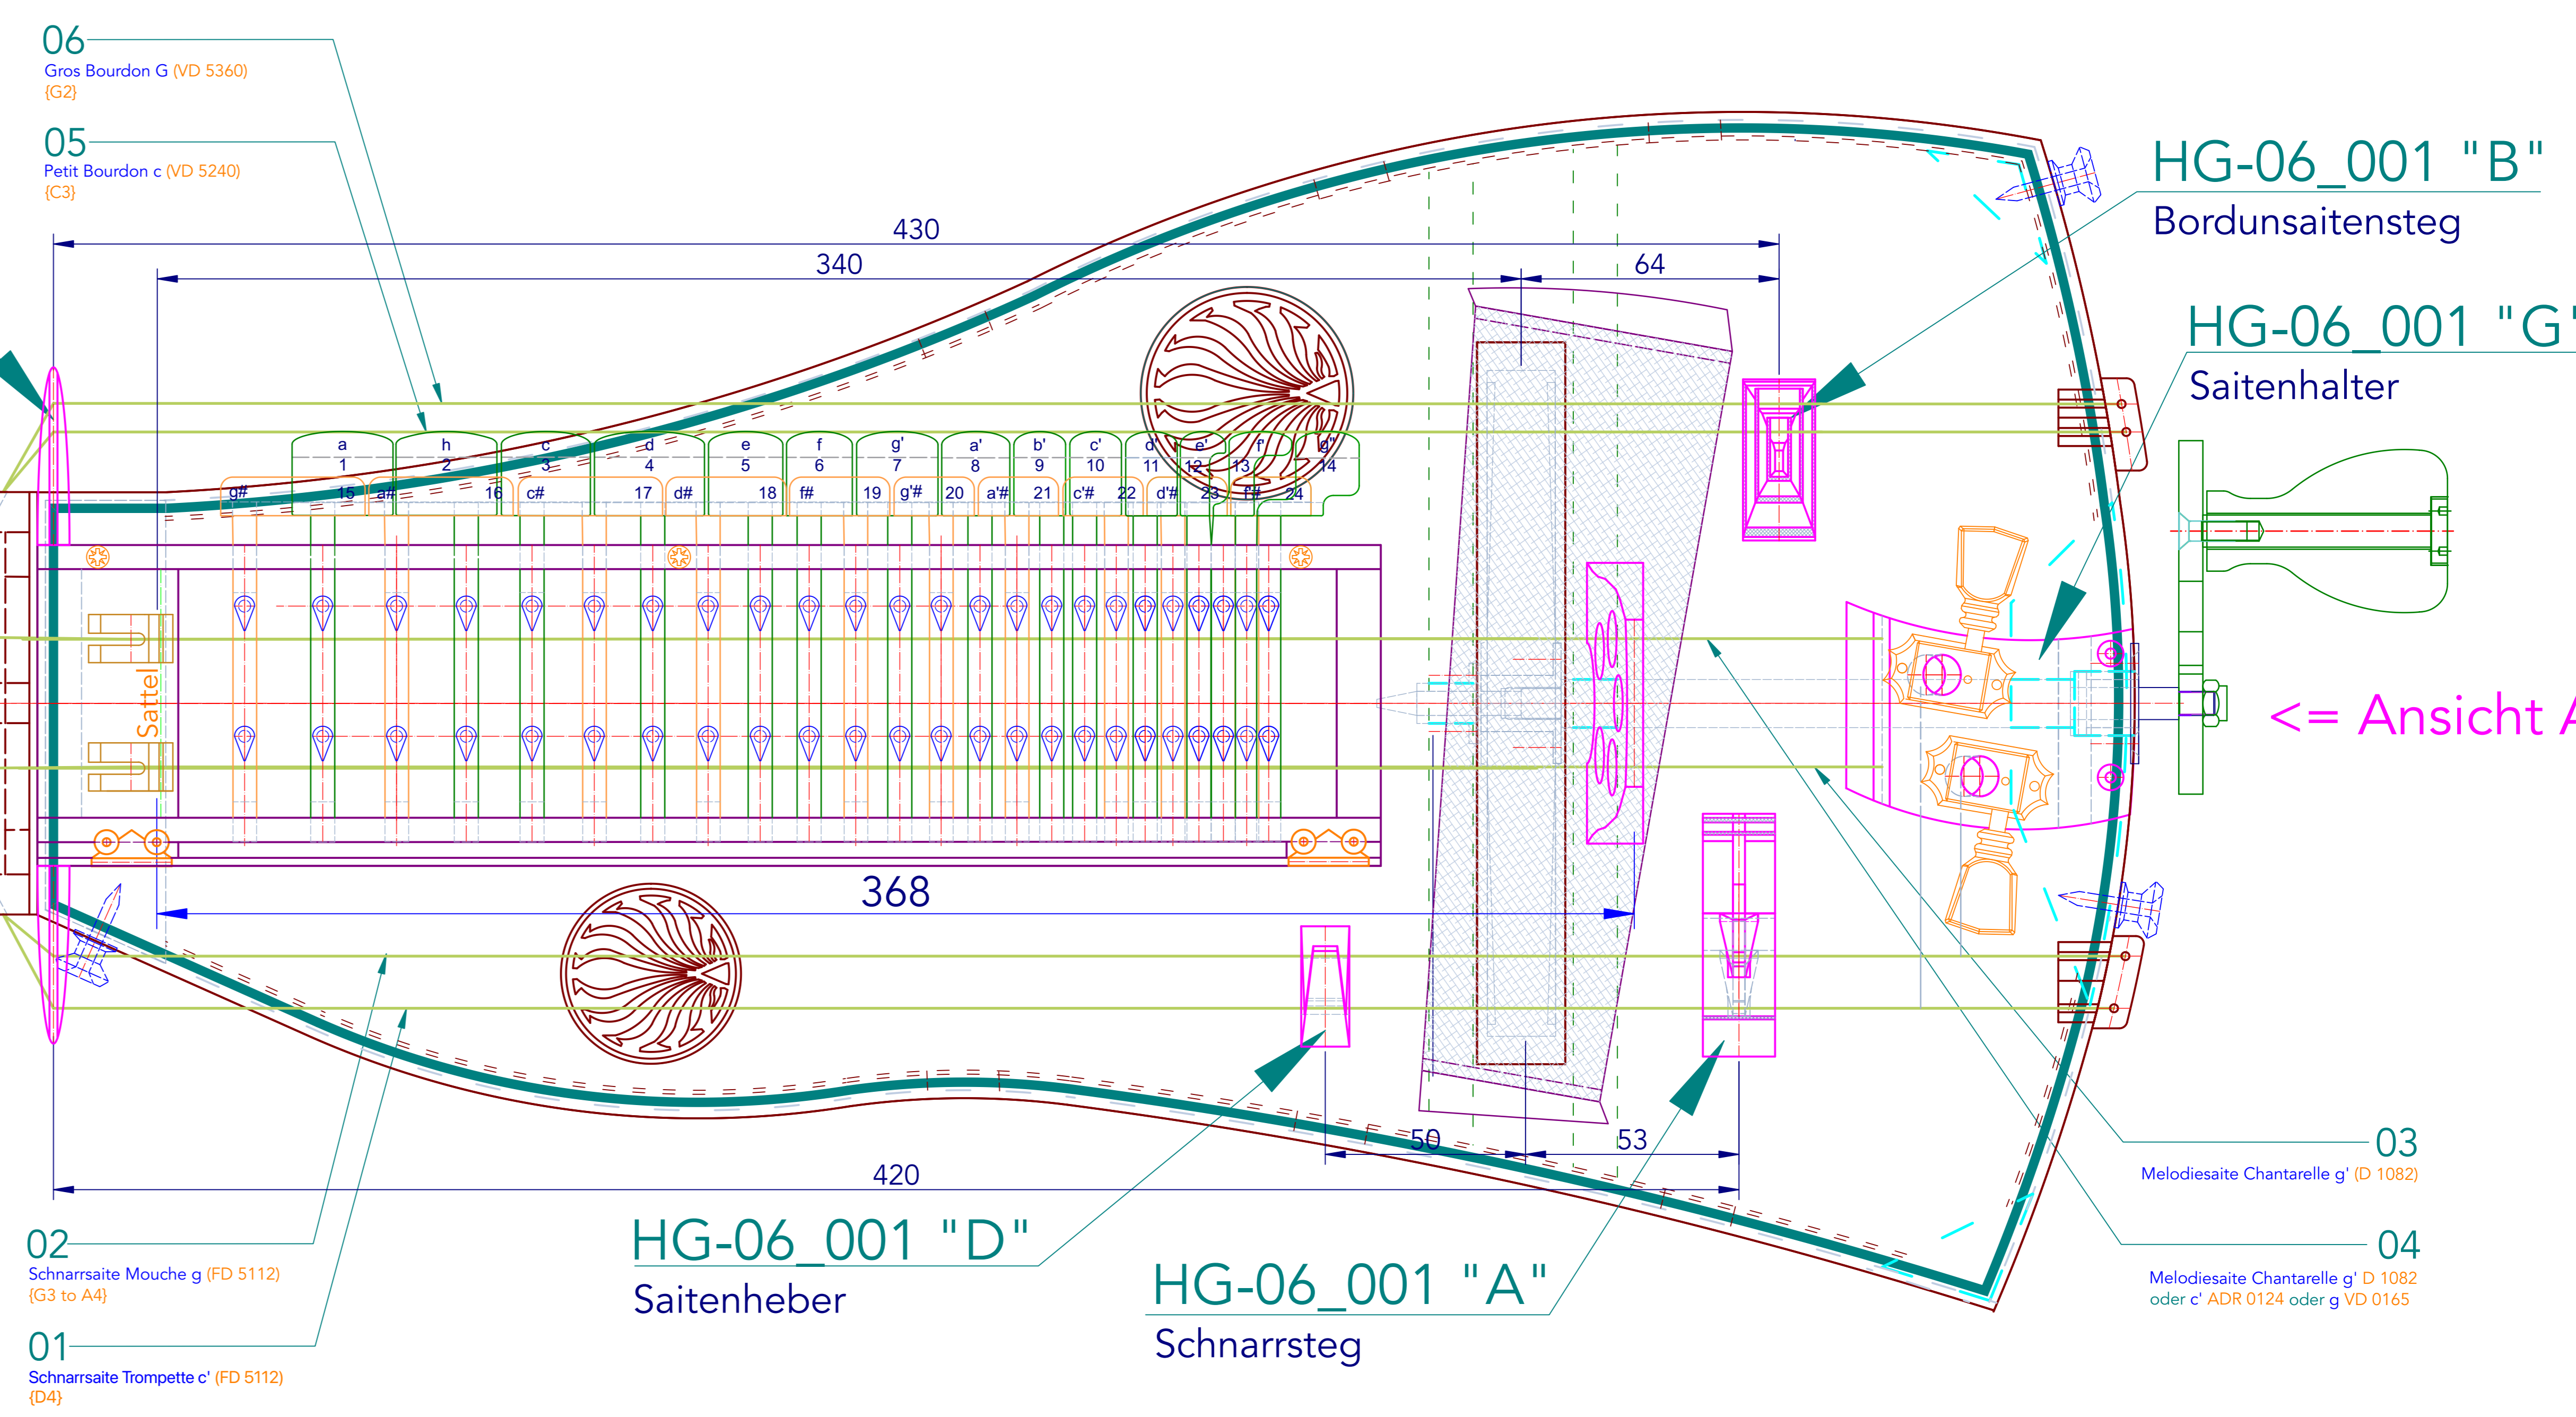 06
Gros Bourdon G (VD 5360)
{G2}
05
Petit Bourdon c (VD 5240)
{C3}
HG-06_001 "B"
Bordunsaitensteg
430
340
64
HG-06_001 "G"
Saitenhalter
a h c d e f g' a' b' c' d' e' f' g"
1 2 3 4 5 6 7 8 9 10 11 12 13 14
g# 15 a# 16 c# 17 d# 18 f# 19 g'# 20 a'# 21 c'# 22 d'# 23 f'# 24
Sattel
<= Ansicht A
368
50
53
420
03
Melodiesaite Chantarelle g' (D 1082)
04
Melodiesaite Chantarelle g' D 1082
oder c' ADR 0124 oder g VD 0165
HG-06_001 "D"
Saitenheber
HG-06_001 "A"
Schnarrsteg
02
Schnarrsaite Mouche g (FD 5112)
{G3 to A4}
01
Schnarrsaite Trompette c' (FD 5112)
{D4}